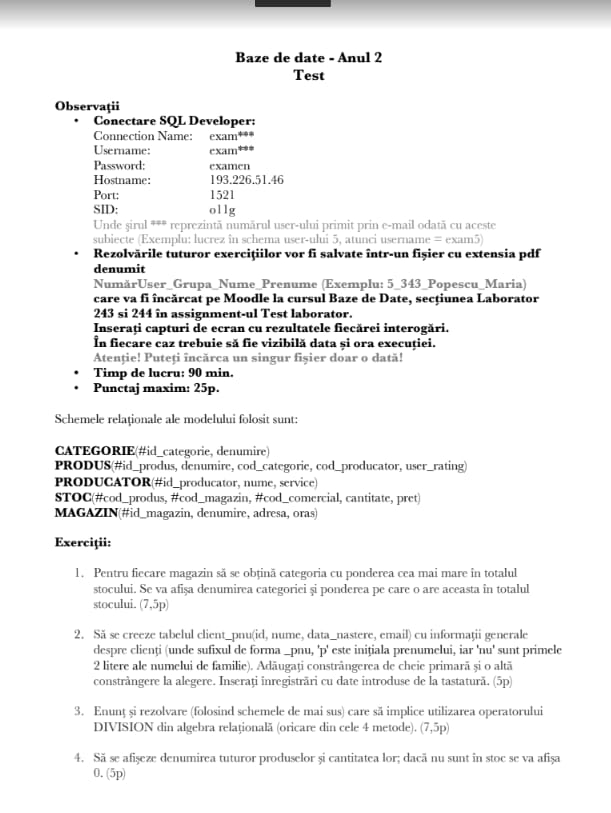 Baze de date - Anul 2
Test
Observații
• Conectare SQL Developer:
Connection Name: exam***
Username: exam***
Password: examen
Hostname: 193.226.51.46
Port: 1521
SID: o11g
Unde șirul *** reprezintă numărul user-ului primit prin e-mail odată cu aceste
subiecte (Exemplu: lucrez în schema user-ului 5, atunci username = exam5)
• Rezolvările tuturor exercițiilor vor fi salvate într-un fișier cu extensia pdf
denumit
NumărUser_Grupa_Nume_Prenume (Exemplu: 5_343_Popescu_Maria)
care va fi încărcat pe Moodle la cursul Baze de Date, secțiunea Laborator
243 si 244 în assignment-ul Test laborator.
Inserați capturi de ecran cu rezultatele fiecărei interogări.
În fiecare caz trebuie să fie vizibilă data și ora execuției.
Atenție! Puteți încărca un singur fișier doar o dată!
• Timp de lucru: 90 min.
• Punctaj maxim: 25p.
Schemele relaționale ale modelului folosit sunt:
CATEGORIE(#id_categorie, denumire)
PRODUS(#id_produs, denumire, cod_categorie, cod_producator, user_rating)
PRODUCATOR(#id_producator, nume, service)
STOC(#cod_produs, #cod_magazin, #cod_comercial, cantitate, pret)
MAGAZIN(#id_magazin, denumire, adresa, oras)
Exerciții:
1. Pentru fiecare magazin să se obțină categoria cu ponderea cea mai mare în totalul
stocului. Se va afișa denumirea categoriei și ponderea pe care o are aceasta în totalul
stocului. (7,5p)
2. Să se creeze tabelul client_pnu(id, nume, data_nastere, email) cu informații generale
despre clienți (unde sufixul de forma _pnu, 'p' este inițiala prenumelui, iar 'nu' sunt primele
2 litere ale numelui de familie). Adăugați constrângerea de cheie primară și o altă
constrângere la alegere. Inserați înregistrări cu date introduse de la tastatură. (5p)
3. Enunț și rezolvare (folosind schemele de mai sus) care să implice utilizarea operatorului
DIVISION din algebra relațională (oricare din cele 4 metode). (7,5p)
4. Să se afișeze denumirea tuturor produselor și cantitatea lor; dacă nu sunt in stoc se va afișa
0. (5p)